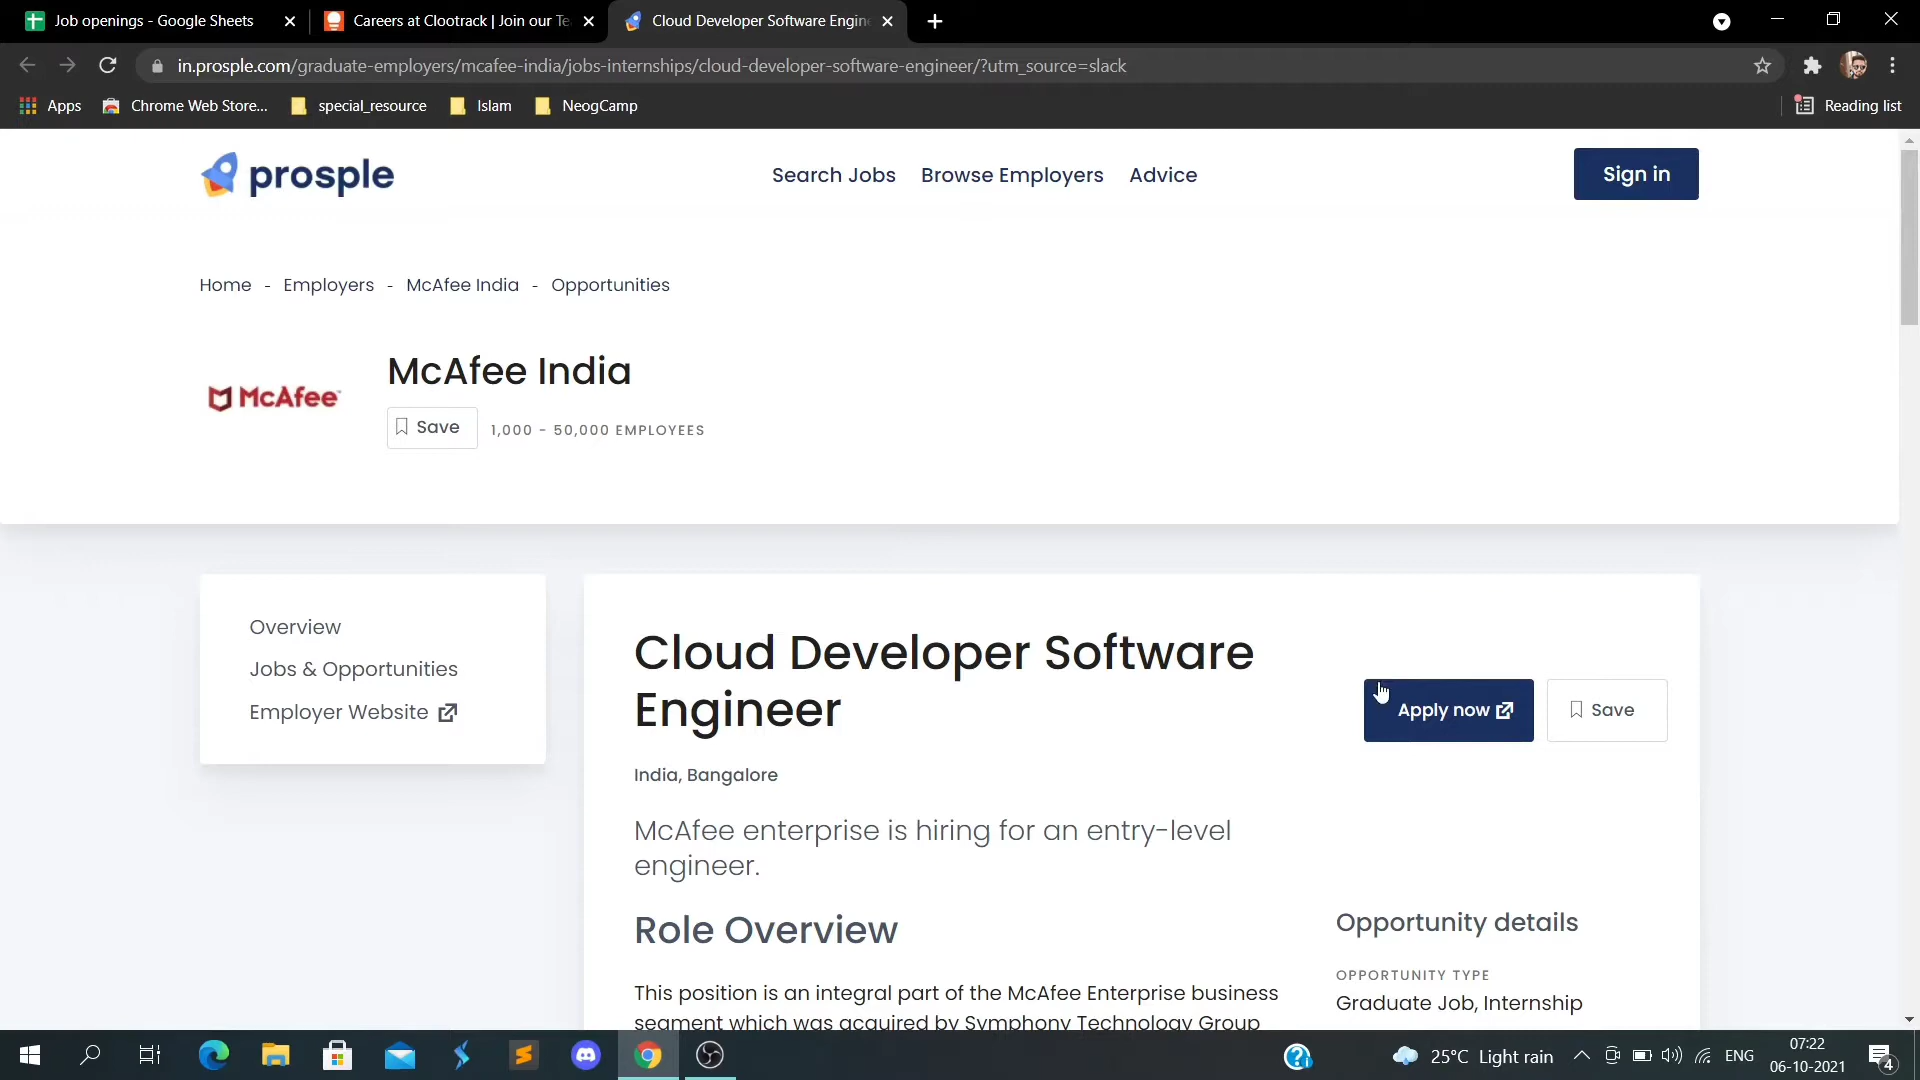 Job openings - Google Sheets
Careers at Clootrack | Join our Te
Cloud Developer Software Engin
in.prosple.com/graduate-employers/mcafee-india/jobs-internships/cloud-developer-software-engineer/?utm_source=slack
Apps
Chrome Web Store...
special_resource
Islam
NeogCamp
Reading list
prosple
Search Jobs
Browse Employers
Advice
Sign in
Home - Employers - McAfee India - Opportunities
McAfee
McAfee India
Save
1,000 - 50,000 EMPLOYEES
Overview
Jobs & Opportunities
Employer Website
Cloud Developer Software
Engineer
Apply now
Save
India, Bangalore
McAfee enterprise is hiring for an entry-level
engineer.
Role Overview
This position is an integral part of the McAfee Enterprise business
segment which was acquired by Symphony Technology Group
Opportunity details
OPPORTUNITY TYPE
Graduate Job, Internship
25°C Light rain
ENG
07:22
06-10-2021
4